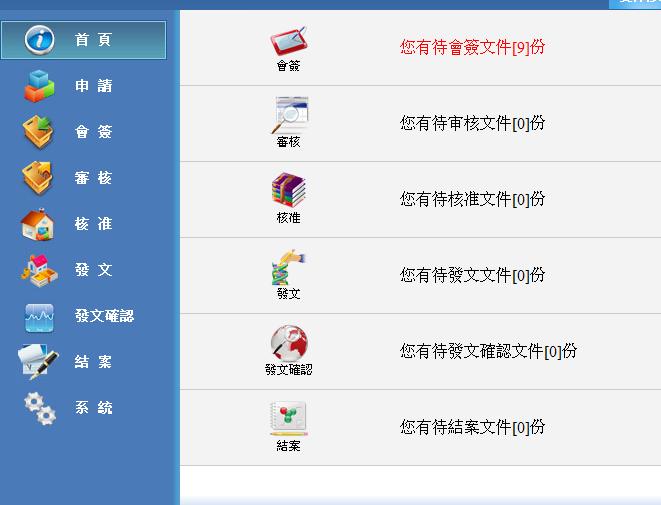 首 頁
申 請
會 簽
審 核
核 准
發 文
發文確認
結 案
系 統
會簽
您有待會簽文件[9]份
審核
您有待审核文件[0]份
核准
您有待核准文件[0]份
發文
您有待發文文件[0]份
發文確認
您有待發文確認文件[0]份
結案
您有待結案文件[0]份